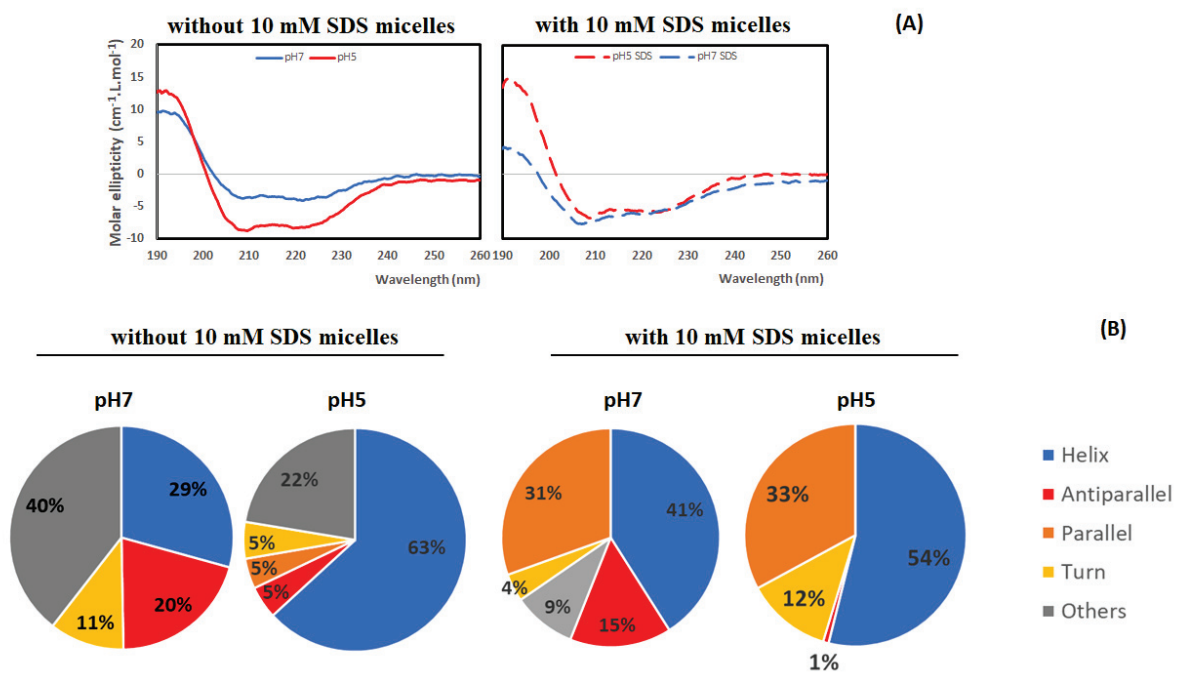 without 10 mM SDS micelles
with 10 mM SDS micelles
(A)
Molar ellipticity (cm-1.L.mol-1)
20
15
10
5
0
-5
-10
pH7
pH5
190 200 210 220 230 240 250 260
Wavelength (nm)
pH5 SDS
pH7 SDS
190 200 210 220 230 240 250 260
Wavelength (nm)
without 10 mM SDS micelles
with 10 mM SDS micelles
(B)
pH7
29%
20%
11%
40%
pH5
63%
5%
5%
5%
22%
pH7
41%
15%
9%
4%
31%
pH5
54%
1%
12%
33%
Helix
Antiparallel
Parallel
Turn
Others